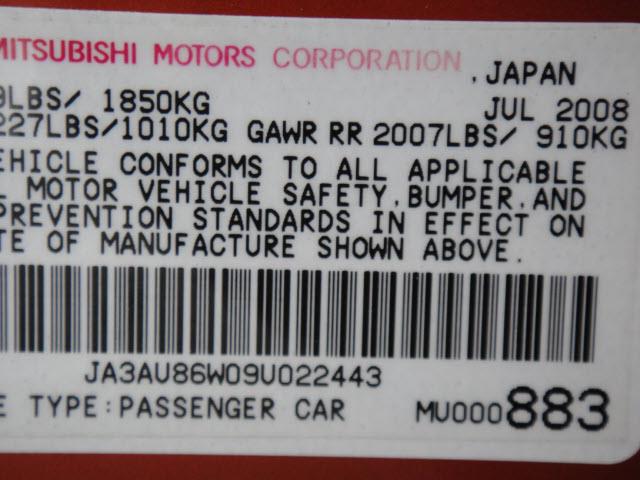 MITSUBISHI MOTORS CORPORATION , JAPAN
9LBS/ 1850KG JUL 2008
227LBS/1010KG GAWR RR 2007LBS/ 910KG
EHICLE CONFORMS TO ALL APPLICABLE
L MOTOR VEHICLE SAFETY, BUMPER, AND
PREVENTION STANDARDS IN EFFECT ON
TE OF MANUFACTURE SHOWN ABOVE.
JA3AU86W09U022443
E TYPE:PASSENGER CAR MU000883